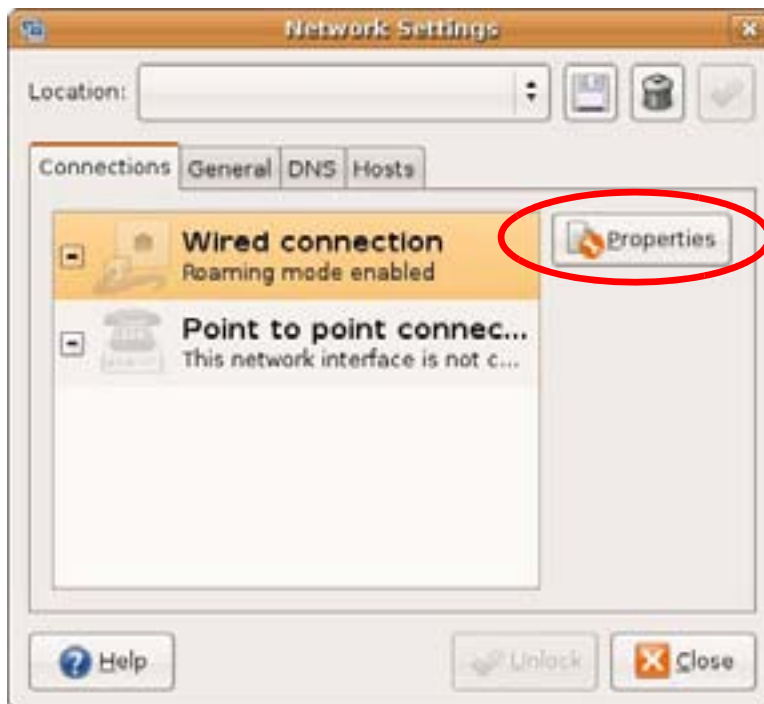 Network Settings
Location:
Connections General DNS Hosts
Wired connection
Roaming mode enabled
Properties
Point to point connec...
This network interface is not c...
Help Unlock Close